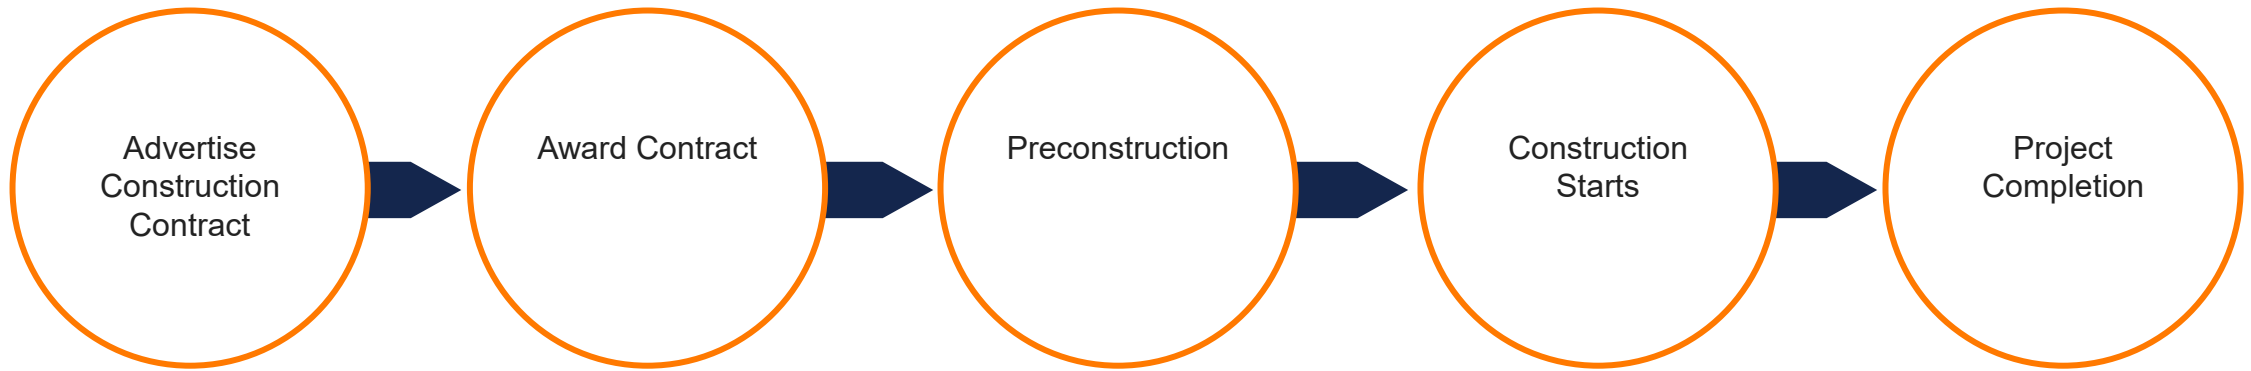 Advertise
Construction
Contract
Award Contract
Preconstruction
Construction
Starts
Project
Completion